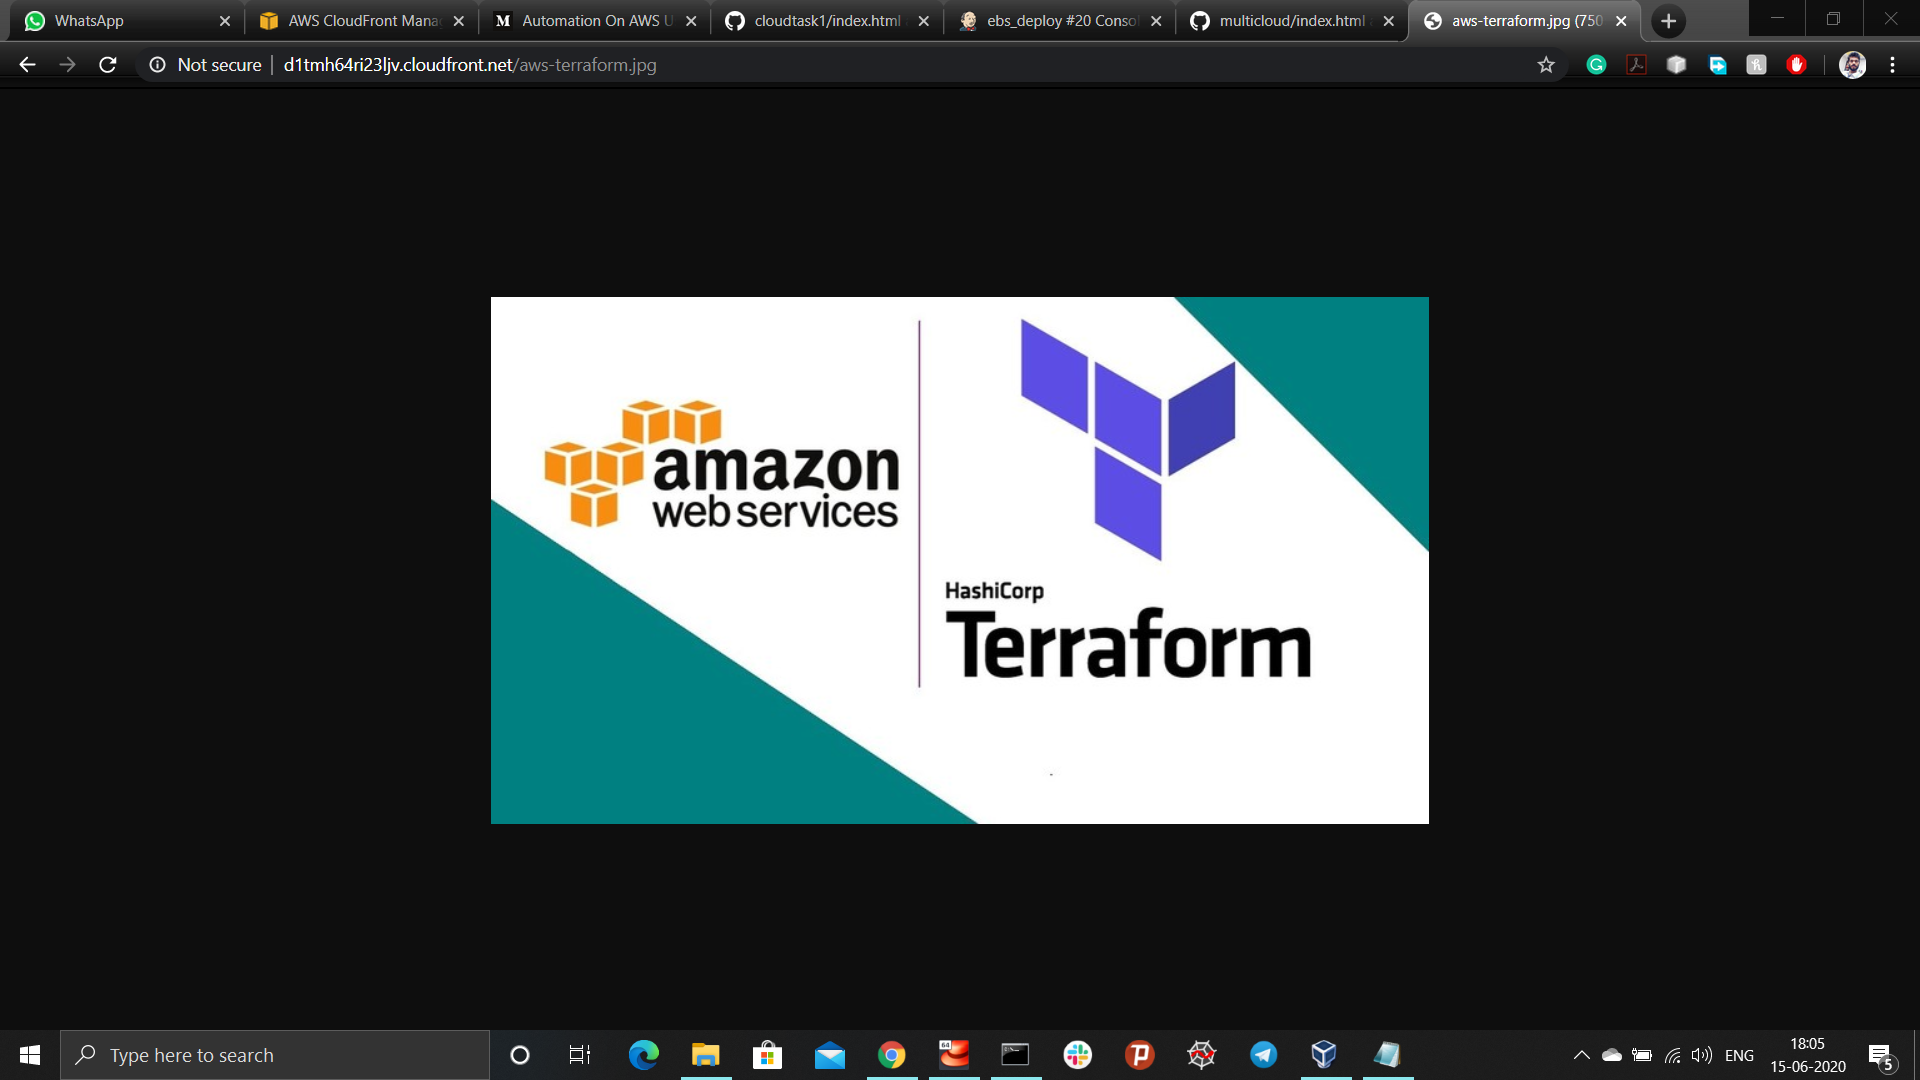 WhatsApp
AWS CloudFront Mana
Automation On AWS U
cloudtask1/index.html
ebs_deploy #20 Conso
multicloud/index.html
aws-terraform.jpg (750
Not secure
d1tmh64ri23ljv.cloudfront.net/aws-terraform.jpg
amazon
web services
HashiCorp
Terraform
Type here to search
64
ENG
18:05
15-06-2020
5